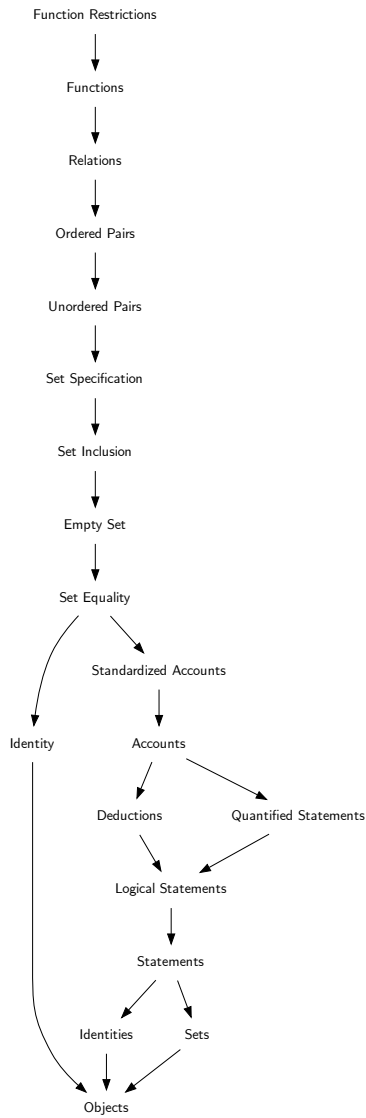 Function Restrictions
Functions
Relations
Ordered Pairs
Unordered Pairs
Set Specification
Set Inclusion
Empty Set
Set Equality
Standardized Accounts
Identity
Accounts
Deductions
Quantified Statements
Logical Statements
Statements
Identities
Sets
Objects